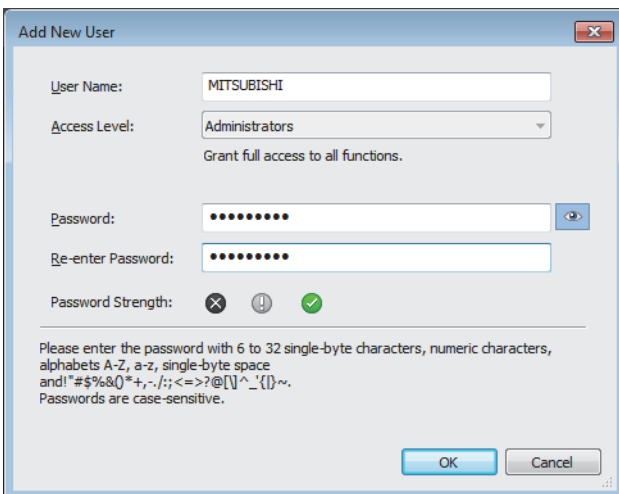 Add New User
User Name: MITSUBISHI
Access Level: Administrators
Grant full access to all functions.
Password: •••••••••
Re-enter Password: •••••••••
Password Strength:
Please enter the password with 6 to 32 single-byte characters, numeric characters,
alphabets A-Z, a-z, single-byte space
and!"#$%&()*+,-./:;<=>?@[\]^_'{|}~.
Passwords are case-sensitive.
OK Cancel